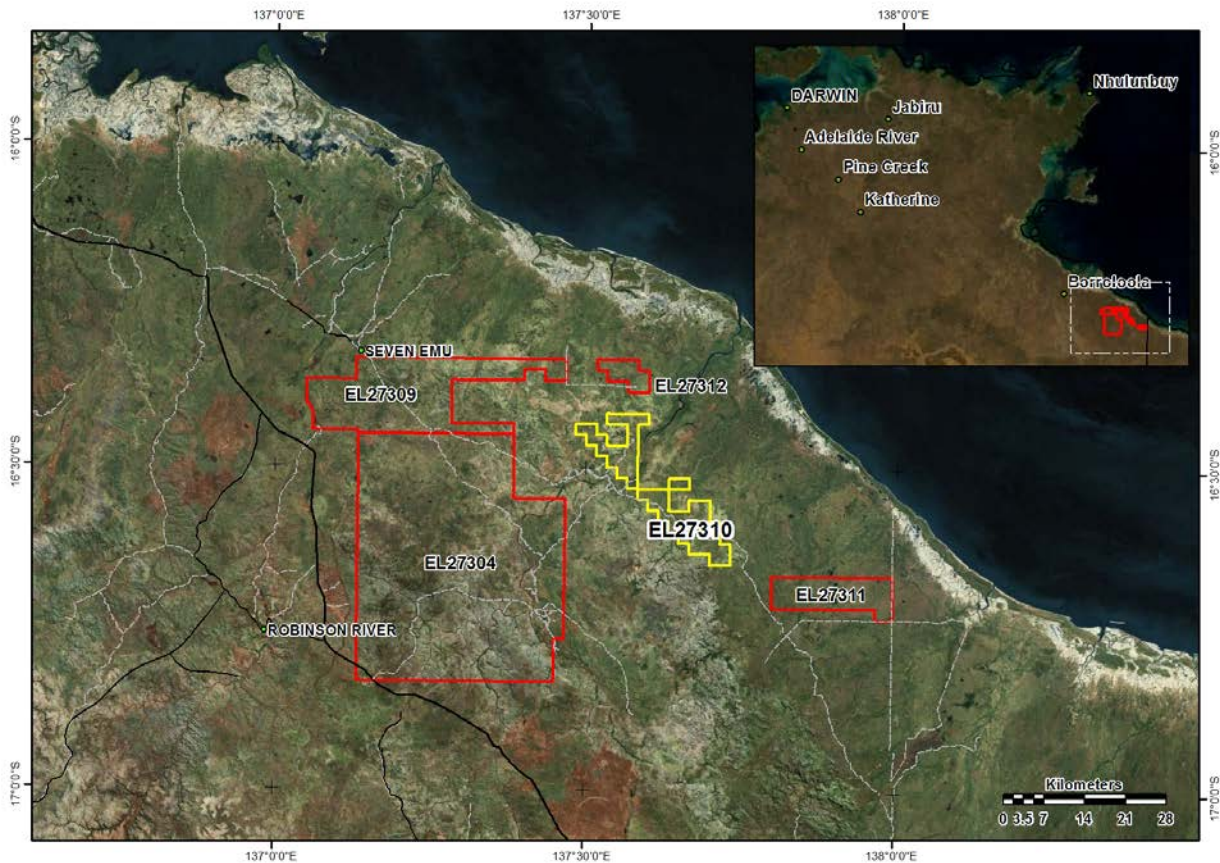 137°0'0"E
137°30'0"E
138°0'0"E
Nhulunbuy
DARWIN
Jabiru
Adelaide River
Pine Creek
Katherine
Borroloola
16°0'0"S
16°0'0"S
SEVEN EMU
EL27309
EL27312
16°30'0"S
16°30'0"S
EL27310
EL27304
EL27311
ROBINSON RIVER
17°0'0"S
17°0'0"S
Kilometers
0 3.5 7 14 21 28
137°0'0"E
137°30'0"E
138°0'0"E